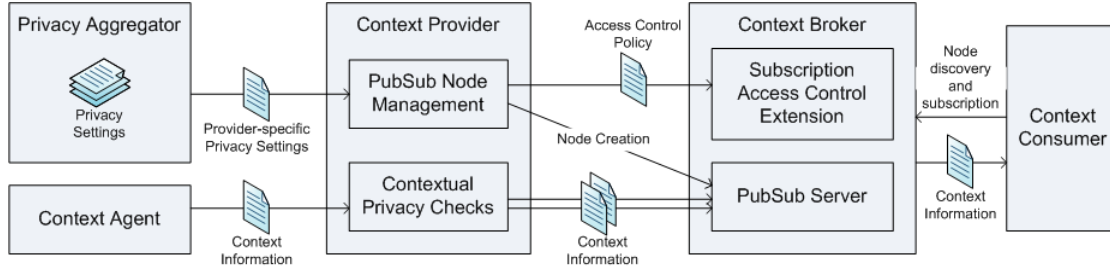 Privacy Aggregator
Privacy
Settings
Provider-specific
Privacy Settings
Context Agent
Context
Information
Context Provider
PubSub Node
Management
Contextual
Privacy Checks
Access Control
Policy
Node Creation
Context
Information
Context Broker
Subscription
Access Control
Extension
PubSub Server
Node
discovery
and
subscription
Context
Information
Context
Consumer